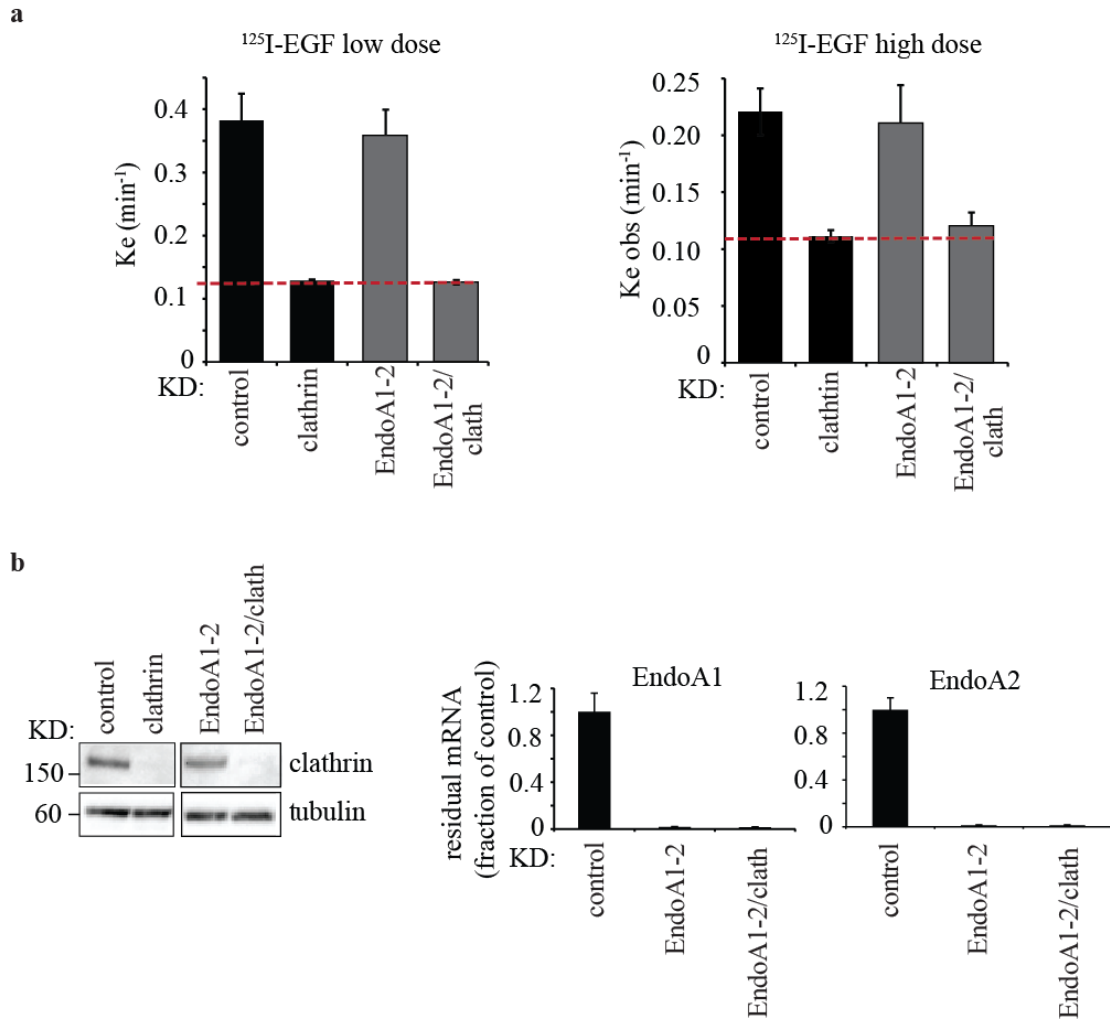 a
¹²⁵I-EGF low dose
Ke (min⁻¹)
0.4
0.3
0.2
0.1
0
KD:
control
clathrin
EndoA1-2
EndoA1-2/
clath
¹²⁵I-EGF high dose
Ke obs (min⁻¹)
0.25
0.20
0.15
0.10
0.05
0
KD:
control
clathtin
EndoA1-2
EndoA1-2/
clath
b
KD:
control
clathrin
EndoA1-2
EndoA1-2/clath
150
clathrin
60
tubulin
residual mRNA
(fraction of control)
EndoA1
1.2
1.0
0.8
0.4
0
KD:
control
EndoA1-2
EndoA1-2/clath
EndoA2
1.2
1.0
0.8
0.4
0
control
EndoA1-2
EndoA1-2/clath